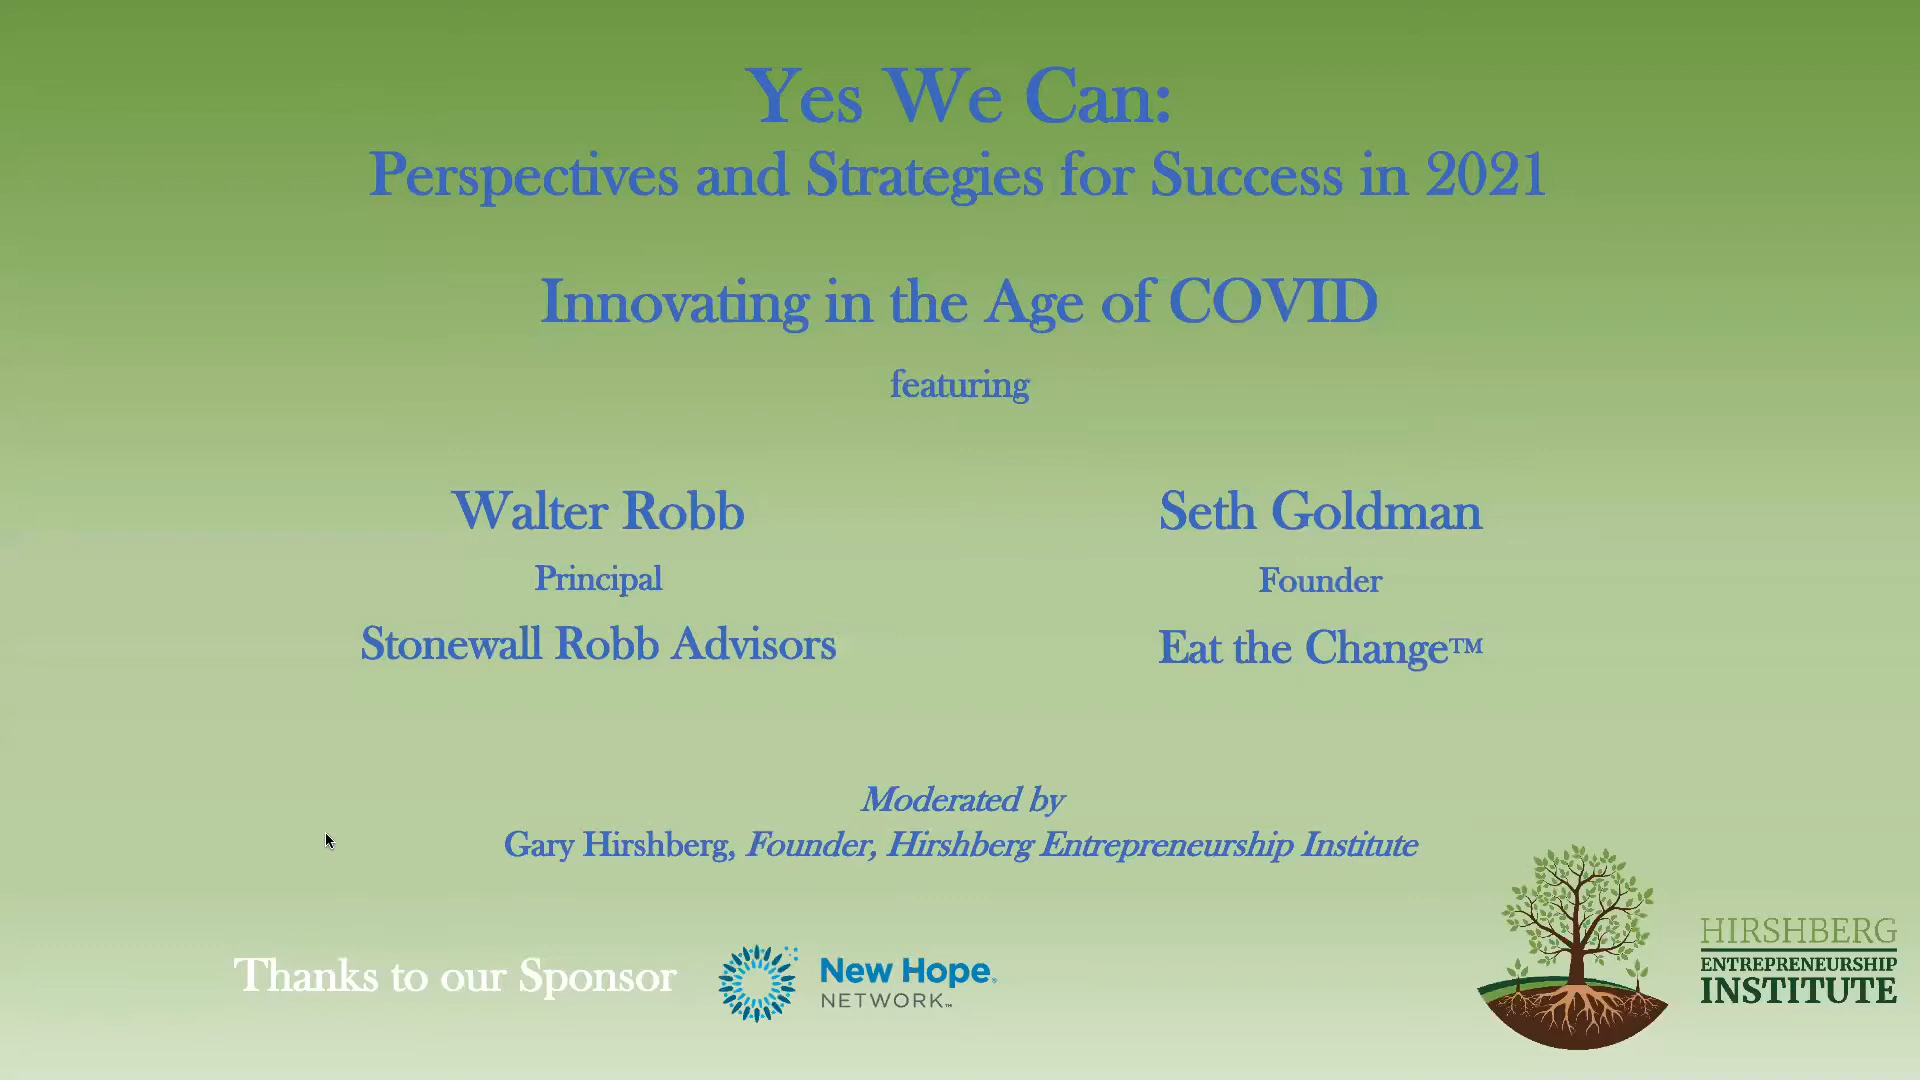 Yes We Can:
Perspectives and Strategies for Success in 2021
Innovating in the Age of COVID
featuring
Walter Robb
Principal
Stonewall Robb Advisors
Seth Goldman
Founder
Eat the Change™
Moderated by
Gary Hirshberg, Founder, Hirshberg Entrepreneurship Institute
Thanks to our Sponsor
New Hope®
NETWORK™
HIRSHBERG
ENTREPRENEURSHIP
INSTITUTE